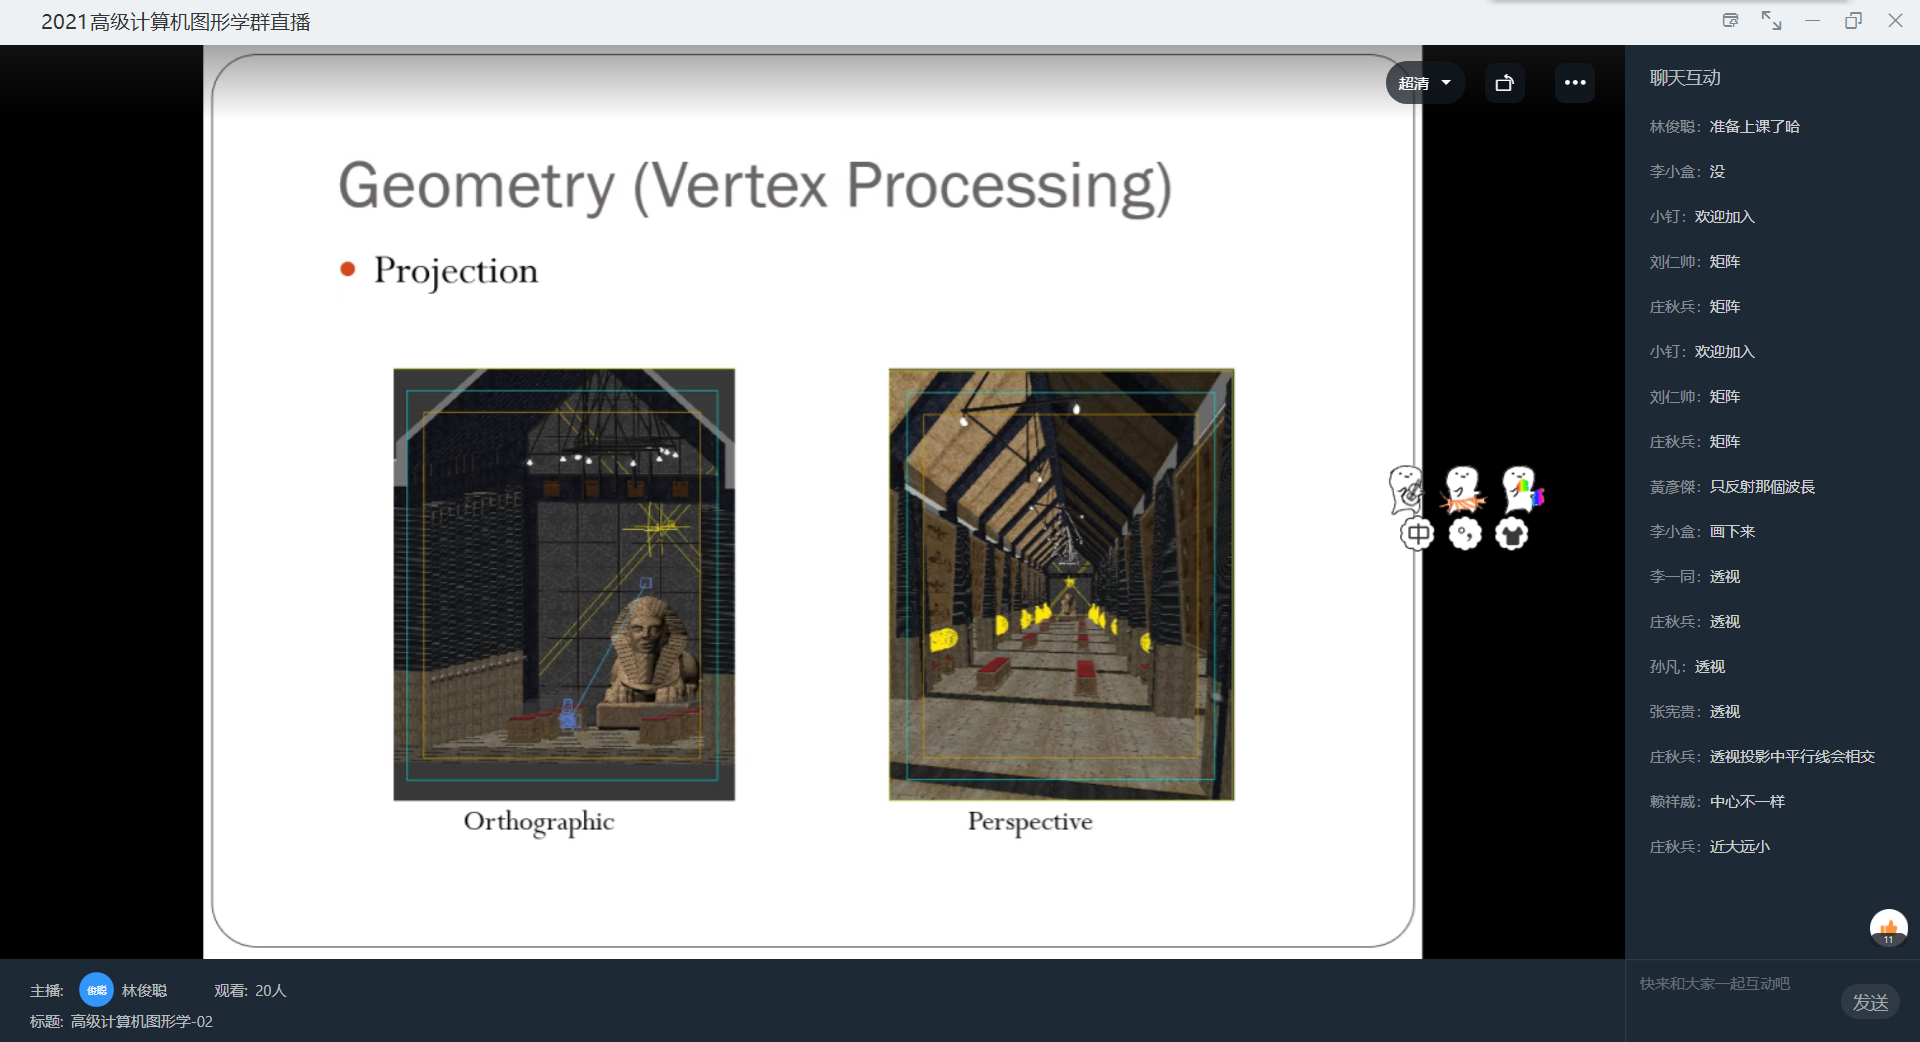 2021高级计算机图形学群直播
超清
Geometry (Vertex Processing)
Projection
Orthographic
Perspective
中
聊天互动
林俊聪：准备上课了哈
李小盒：没
小钉：欢迎加入
刘仁帅：矩阵
庄秋兵：矩阵
小钉：欢迎加入
刘仁帅：矩阵
庄秋兵：矩阵
黃彥傑：只反射那個波長
李小盒：画下来
李一同：透视
庄秋兵：透视
孙凡：透视
张宪贵：透视
庄秋兵：透视投影中平行线会相交
赖祥威：中心不一样
庄秋兵：近大远小
11
主播: 俊聪 林俊聪 观看: 20人
标题: 高级计算机图形学-02
快来和大家一起互动吧
发送